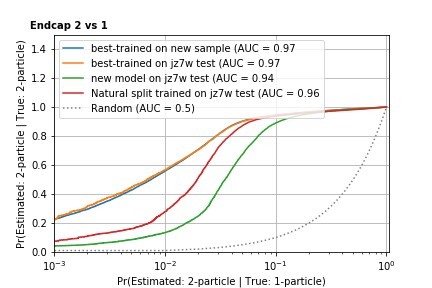 Endcap 2 vs 1
Pr(Estimated: 2-particle | True: 2-particle)
1.4
1.2
1.0
0.8
0.6
0.4
0.2
0.0
best-trained on new sample (AUC = 0.97
best-trained on jz7w test (AUC = 0.97
new model on jz7w test (AUC = 0.94
Natural split trained on jz7w test (AUC = 0.96
Random (AUC = 0.5)
10⁻³ 10⁻² 10⁻¹ 10⁰
Pr(Estimated: 2-particle | True: 1-particle)